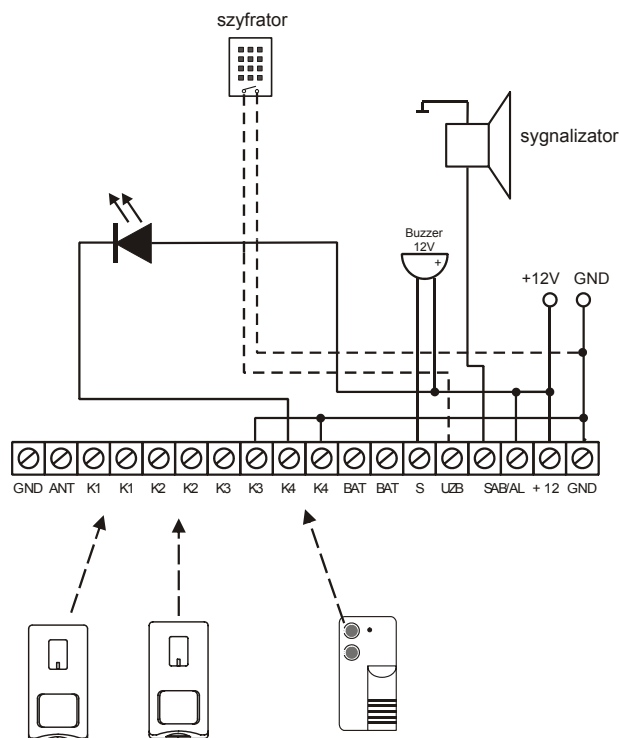 szyfrator
sygnalizator
Buzzer
12V
+
+12V GND
GND ANT K1 K1 K2 K2 K3 K3 K4 K4 BAT BAT S UZB SAB/AL + 12 GND